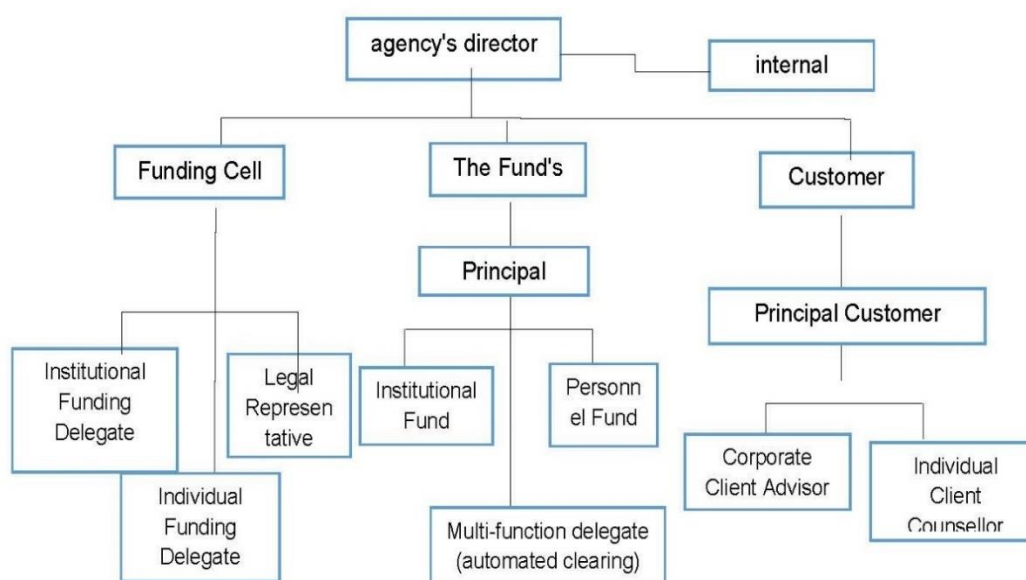 agency's director
internal
Funding Cell
The Fund's
Customer
Principal
Principal Customer
Institutional
Funding
Delegate
Legal
Represen
tative
Institutional
Fund
Personn
el Fund
Corporate
Client Advisor
Individual
Client
Counsellor
Individual
Funding
Delegate
Multi-function delegate
(automated clearing)